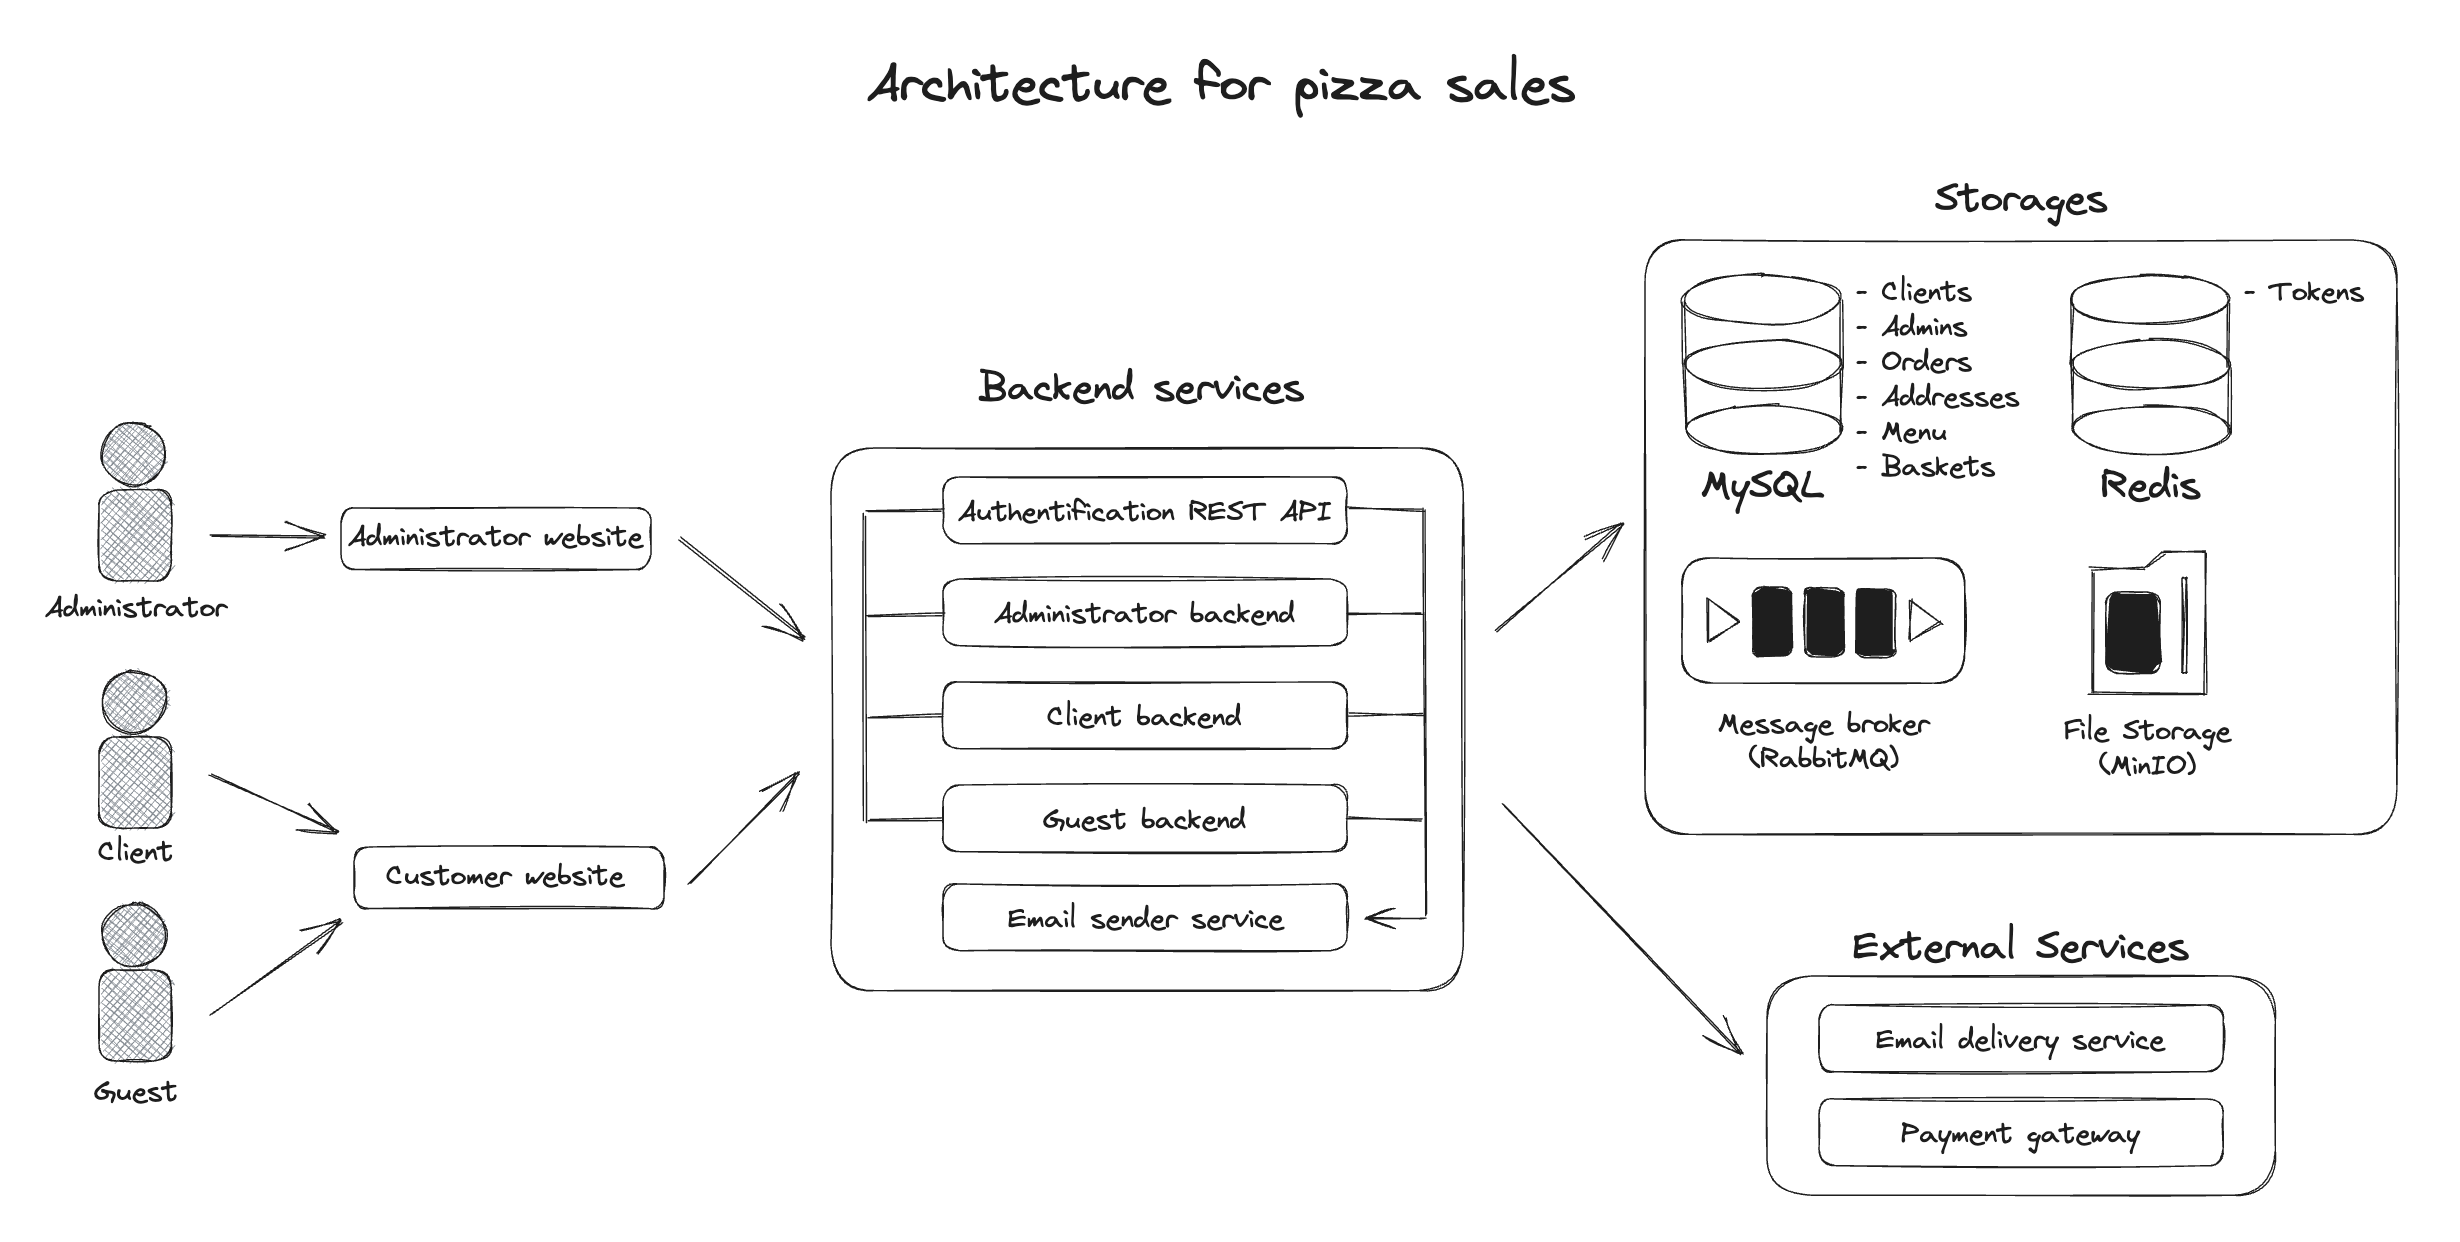 Architecture for pizza sales
Administrator
Client
Guest
Administrator website
Customer website
Backend services
Authentification REST API
Administrator backend
Client backend
Guest backend
Email sender service
Storages
- Clients
- Admins
- Orders
- Addresses
- Menu
- Baskets
MySQL
- Tokens
Redis
Message broker
(RabbitMQ)
File Storage
(MinIO)
External Services
Email delivery service
Payment gateway